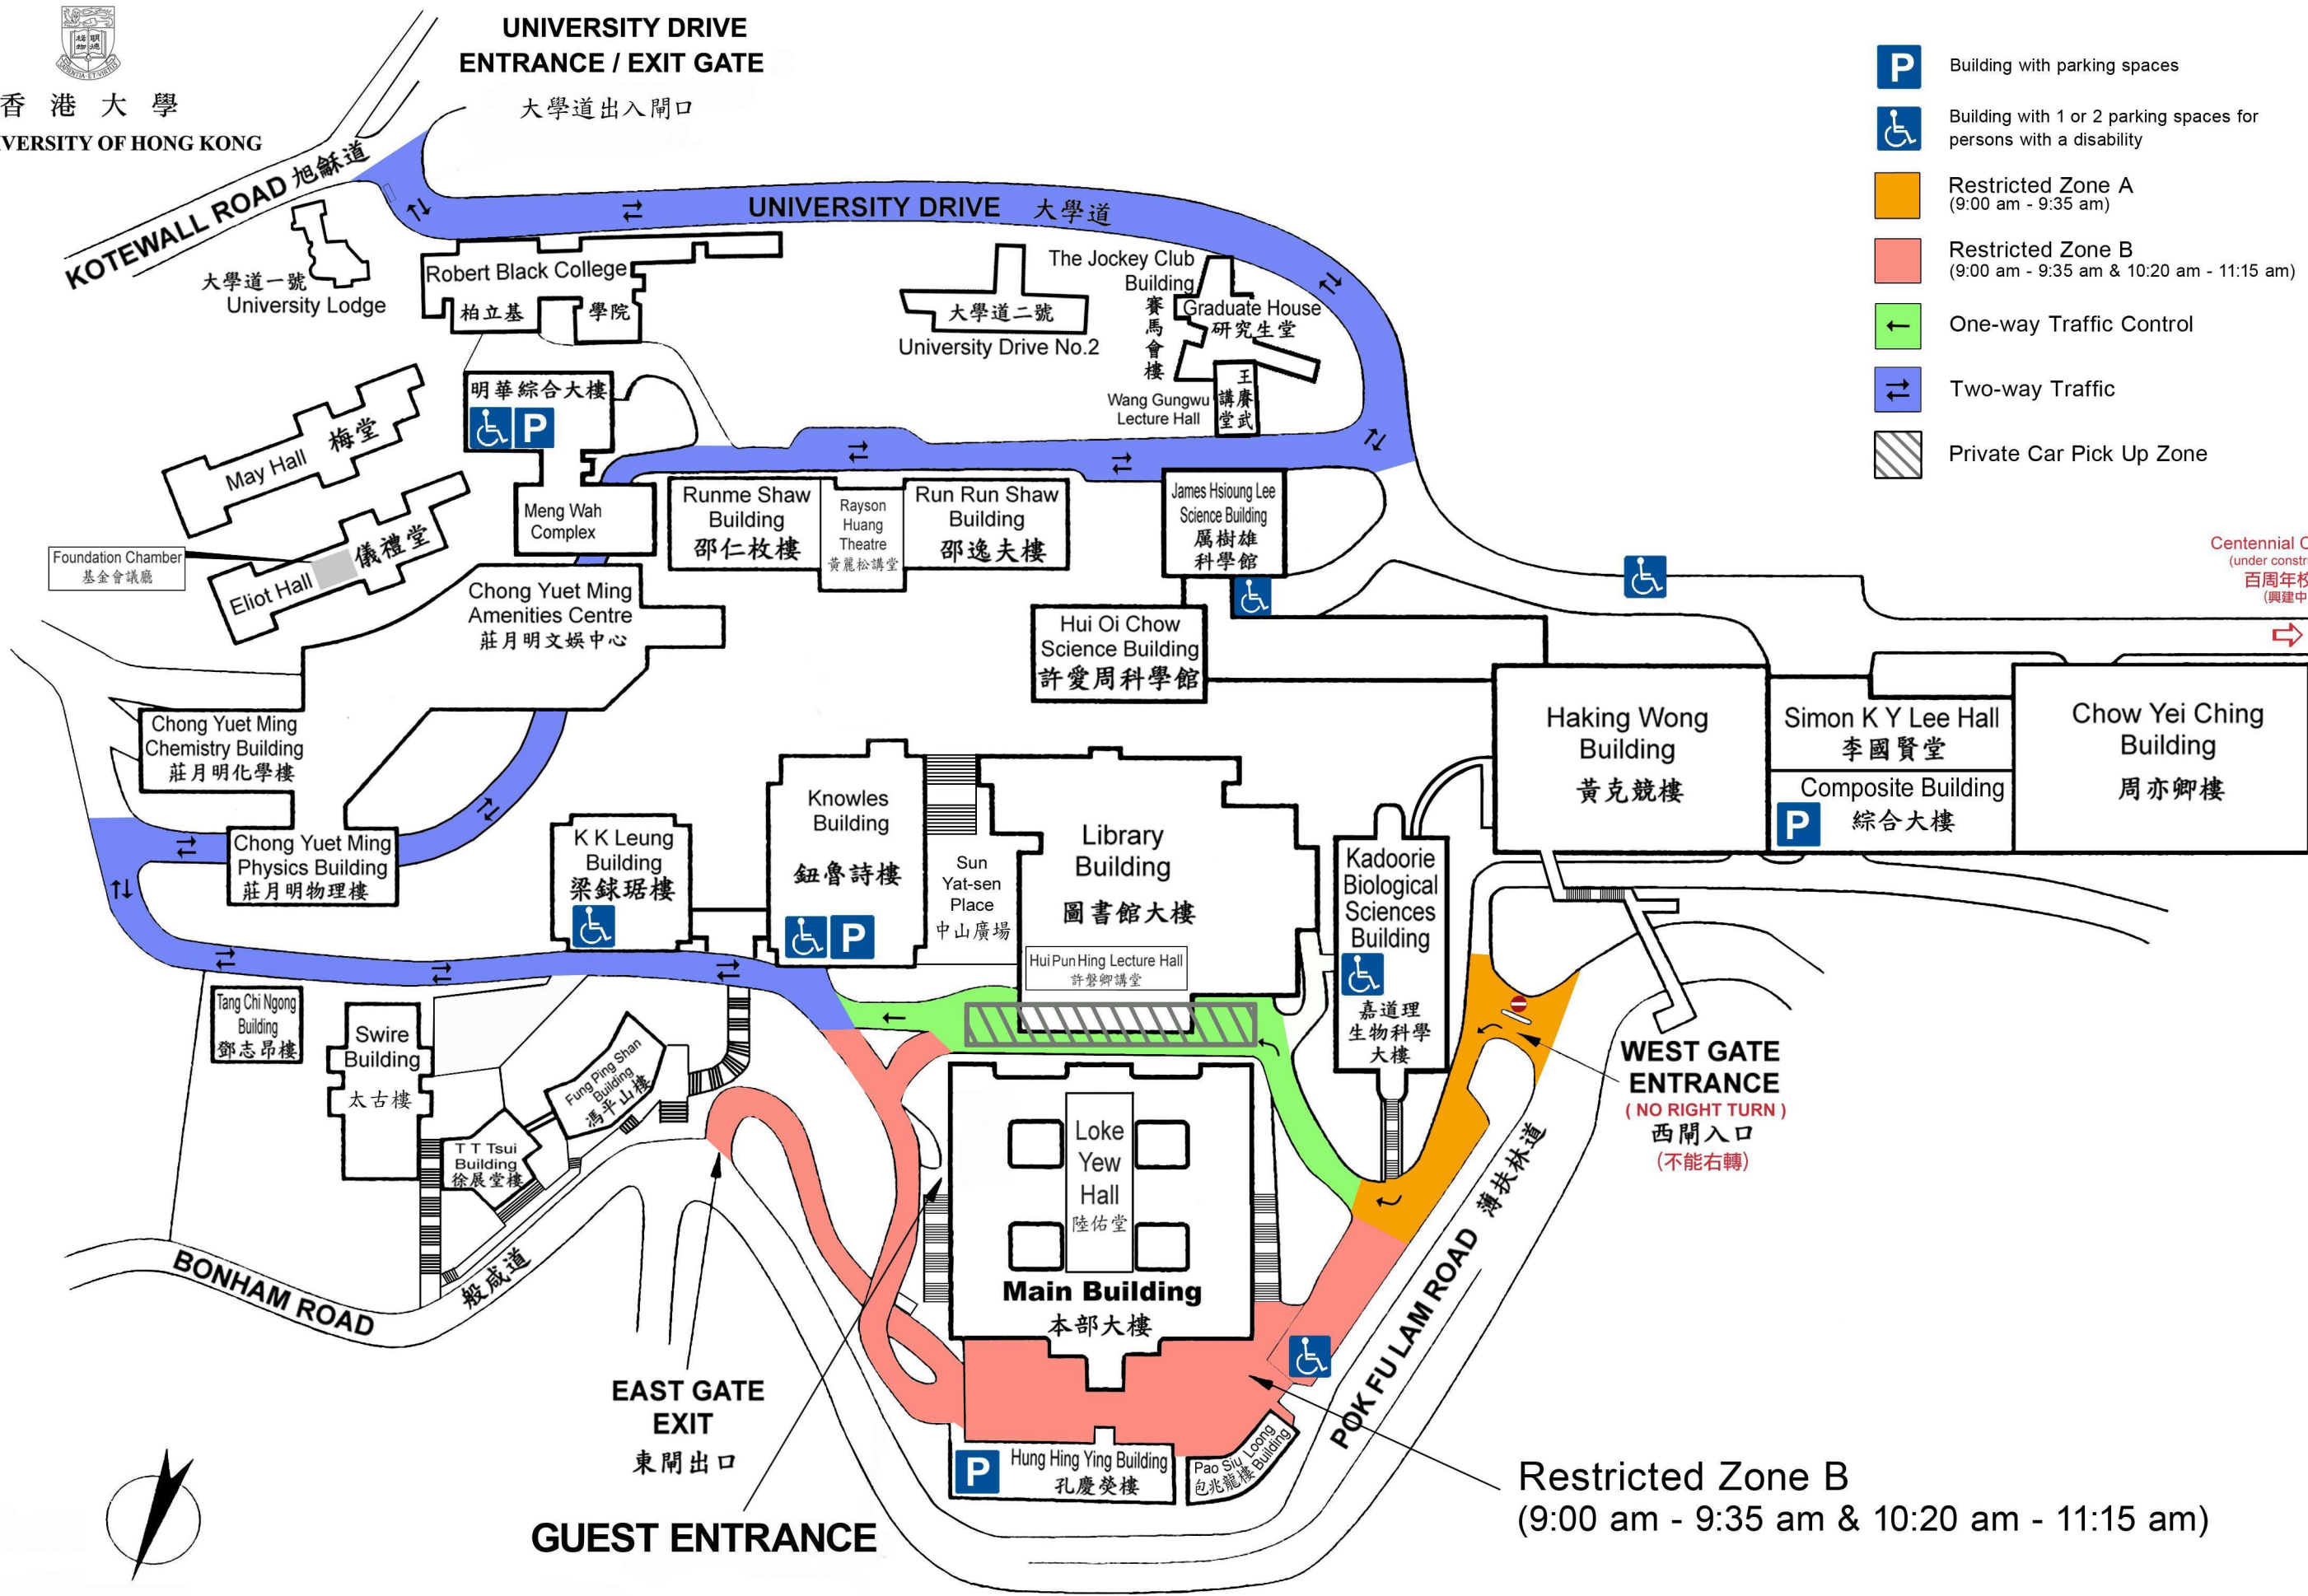 UNIVERSITY DRIVE
ENTRANCE / EXIT GATE
大學道出入閘口
香 港 大 學
IVERSITY OF HONG KONG
P
Building with parking spaces
Building with 1 or 2 parking spaces for
persons with a disability
Restricted Zone A
(9:00 am - 9:35 am)
Restricted Zone B
(9:00 am - 9:35 am & 10:20 am - 11:15 am)
One-way Traffic Control
Two-way Traffic
Private Car Pick Up Zone
KOTEWALL ROAD 旭龢道
UNIVERSITY DRIVE 大學道
大學道一號
University Lodge
Robert Black College
柏立基 學院
大學道二號
University Drive No.2
The Jockey Club
Building
賽馬會樓
Graduate House
研究生堂
Wang Gungwu
Lecture Hall
王賡武
講堂
明華綜合大樓
P
Meng Wah
Complex
May Hall 梅堂
Eliot Hall 儀禮堂
Foundation Chamber
基金會議廳
Runme Shaw
Building
邵仁枚樓
Rayson
Huang
Theatre
黃麗松講堂
Run Run Shaw
Building
邵逸夫樓
James Hsioung Lee
Science Building
厲樹雄
科學館
Centennial C
(under constr
百周年校
(興建中
Chong Yuet Ming
Amenities Centre
莊月明文娛中心
Hui Oi Chow
Science Building
許愛周科學館
Chong Yuet Ming
Chemistry Building
莊月明化學樓
Chong Yuet Ming
Physics Building
莊月明物理樓
K K Leung
Building
梁銶琚樓
Knowles
Building
鈕魯詩樓
P
Sun
Yat-sen
Place
中山廣場
Library
Building
圖書館大樓
Hui Pun Hing Lecture Hall
許磐卿講堂
Kadoorie
Biological
Sciences
Building
嘉道理
生物科學
大樓
Haking Wong
Building
黃克競樓
Simon K Y Lee Hall
李國賢堂
Composite Building
P
綜合大樓
Chow Yei Ching
Building
周亦卿樓
Tang Chi Ngong
Building
鄧志昂樓
Swire
Building
太古樓
Fung Ping Shan
Building
馮平山樓
T T Tsui
Building
徐展堂樓
WEST GATE
ENTRANCE
( NO RIGHT TURN )
西閘入口
(不能右轉)
Loke
Yew
Hall
陸佑堂
Main Building
本部大樓
BONHAM ROAD 般咸道
POK FU LAM ROAD 薄扶林道
EAST GATE
EXIT
東閘出口
P
Hung Hing Ying Building
孔慶熒樓
Pao Siu Loong
Building
包兆龍樓
GUEST ENTRANCE
Restricted Zone B
(9:00 am - 9:35 am & 10:20 am - 11:15 am)